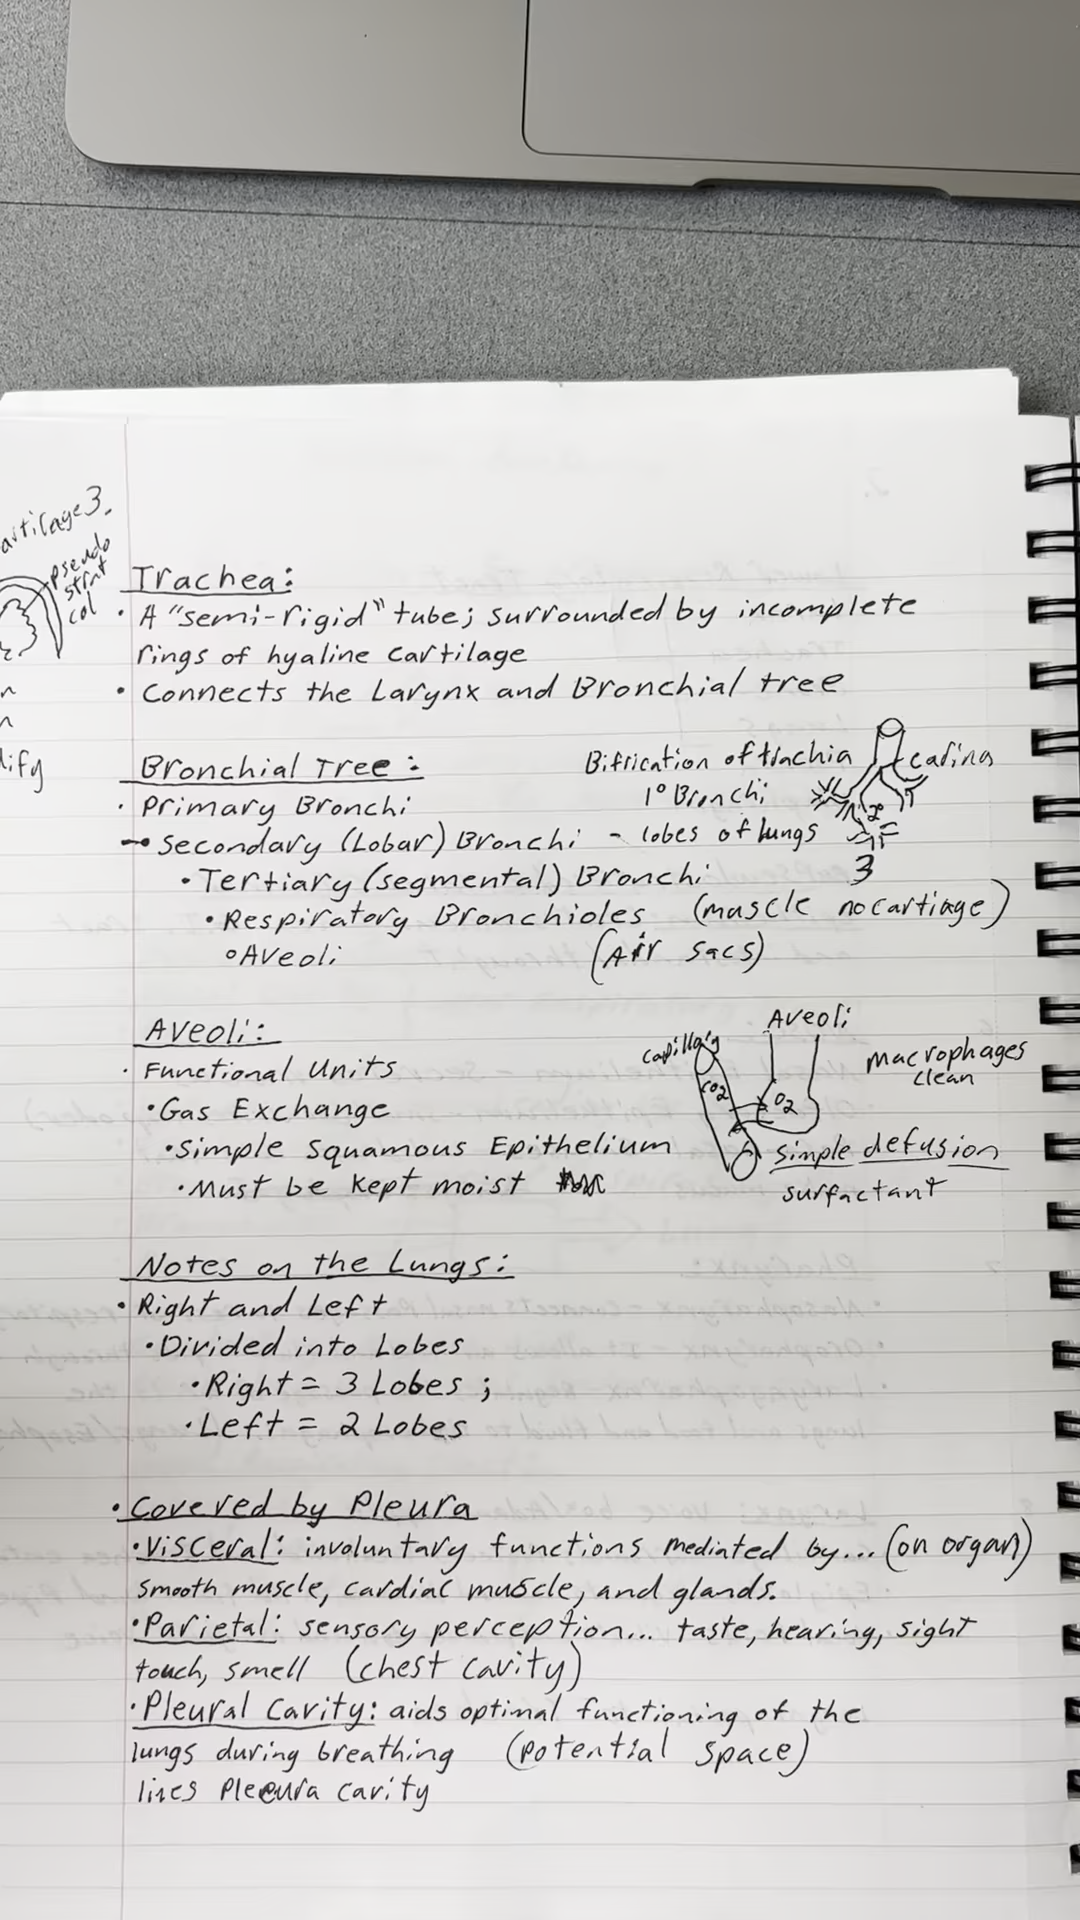 artilage 3.
pseudo
strat
col
n
n
lify
Trachea:
· A "semi-rigid" tube; surrounded by incomplete
rings of hyaline cartilage
· Connects the Larynx and Bronchial tree
Bronchial Tree:
Bifrication of trachia
carina
· Primary Bronchi
1° Bronchi
2°
Secondary (Lobar) Bronchi - lobes of lungs
3
· Tertiary (segmental) Bronchi
· Respiratory Bronchioles (muscle no cartiage)
° Aveoli (Air sacs)
Aveoli:
· Functional Units
· Gas Exchange
· Simple Squamous Epithelium
· Must be kept moist
Aveoli
capillary
CO2
O2
macrophages
clean
simple defusion
surfactant
Notes on the Lungs:
· Right and Left
· Divided into Lobes
· Right = 3 Lobes ;
· Left = 2 Lobes
· Covered by Pleura
· Visceral: involuntary functions mediated by... (on organ)
smooth muscle, cardiac muscle, and glands.
· Parietal: sensory perception... taste, hearing, sight
touch, smell (chest cavity)
· Pleural Cavity: aids optimal functioning of the
lungs during breathing (potential space)
lines Pleeura cavity